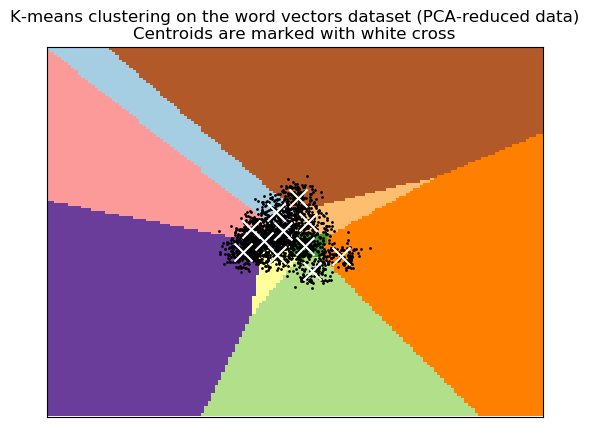 K-means clustering on the word vectors dataset (PCA-reduced data)
Centroids are marked with white cross